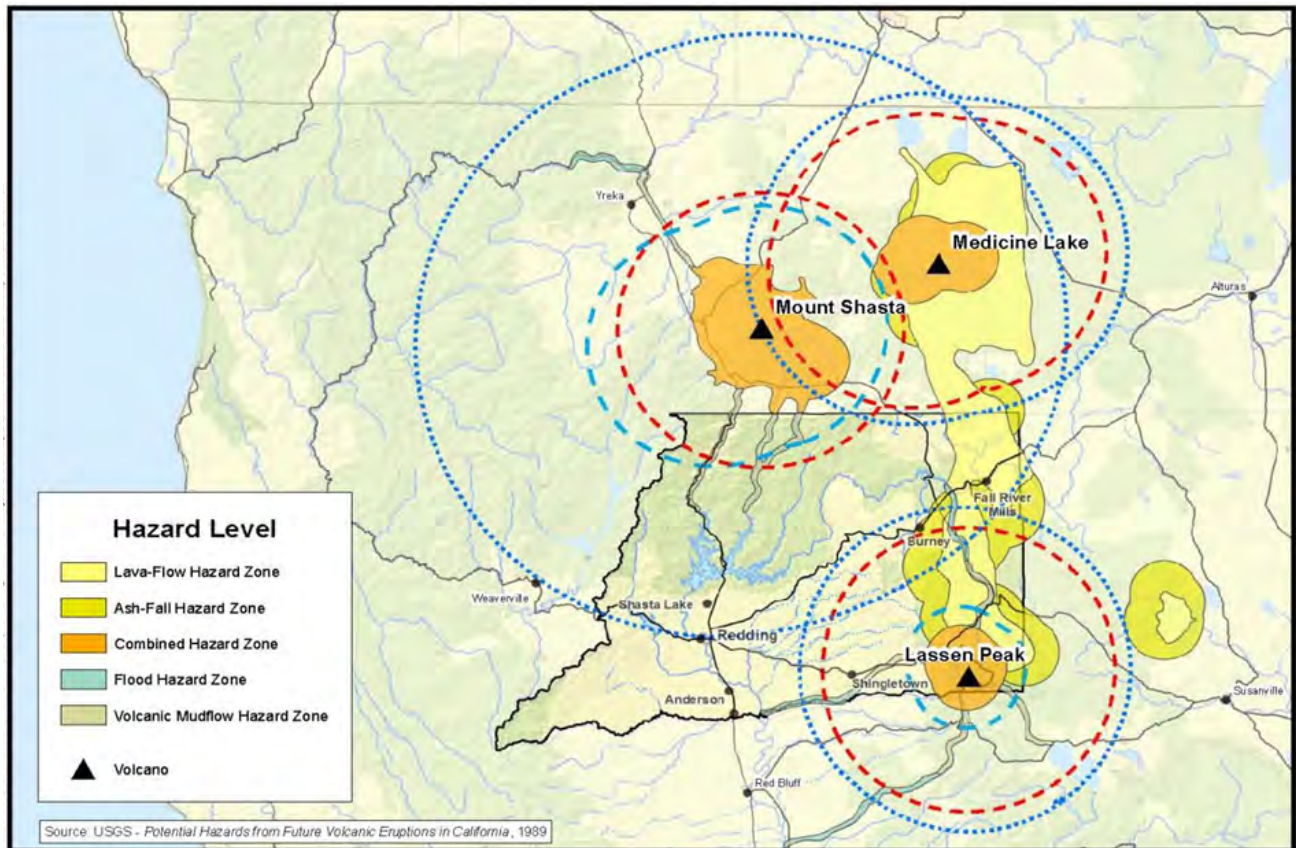 Yreka
Medicine Lake
Alturas
Mount Shasta
Fall River
Mills
Burney
Hazard Level
Lava-Flow Hazard Zone
Ash-Fall Hazard Zone
Combined Hazard Zone
Flood Hazard Zone
Volcanic Mudflow Hazard Zone
Volcano
Weaverville
Shasta Lake
Redding
Lassen Peak
Shingletown
Anderson
Susanville
Red Bluff
Source: USGS - Potential Hazards from Future Volcanic Eruptions in California, 1989